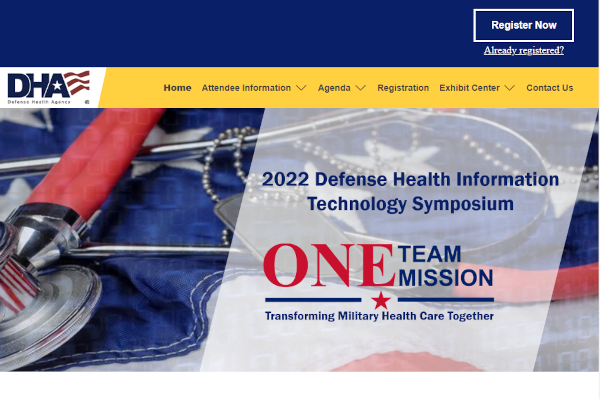 Register Now
Already registered?
DHA
Defense Health Agency
Home Attendee Information Agenda Registration Exhibit Center Contact Us
2022 Defense Health Information
Technology Symposium
ONE TEAM
MISSION
Transforming Military Health Care Together